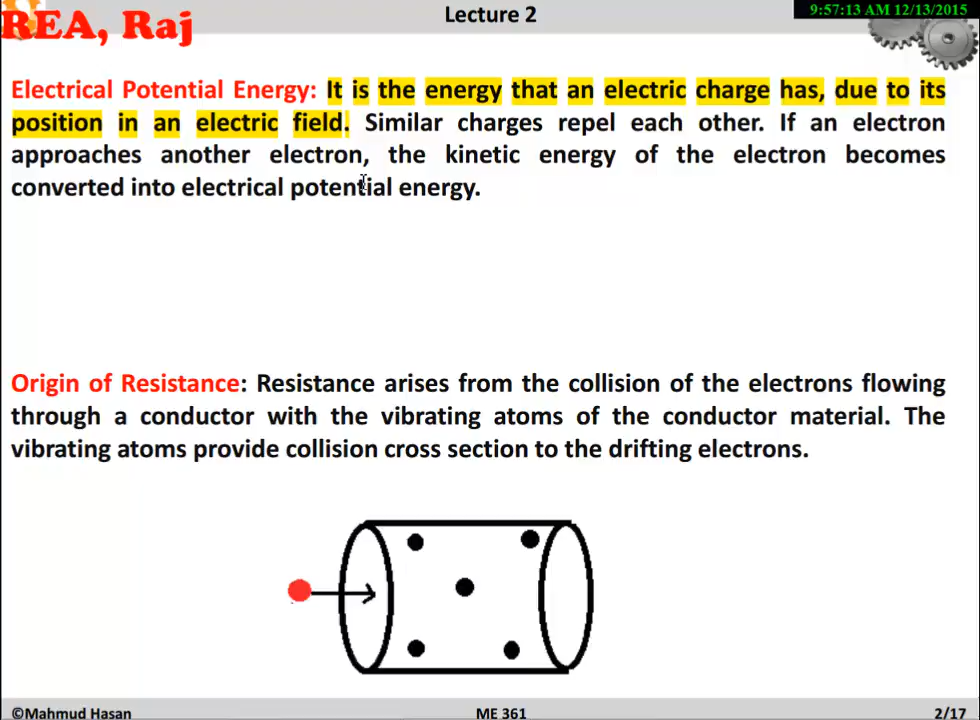 Lecture 2
9:57:13 AM 12/13/2015
REA, Raj
Electrical Potential Energy: It is the energy that an electric charge has, due to its
position in an electric field. Similar charges repel each other. If an electron
approaches another electron, the kinetic energy of the electron becomes
converted into electrical potential energy.
Origin of Resistance: Resistance arises from the collision of the electrons flowing
through a conductor with the vibrating atoms of the conductor material. The
vibrating atoms provide collision cross section to the drifting electrons.
©Mahmud Hasan
ME 361
2/17